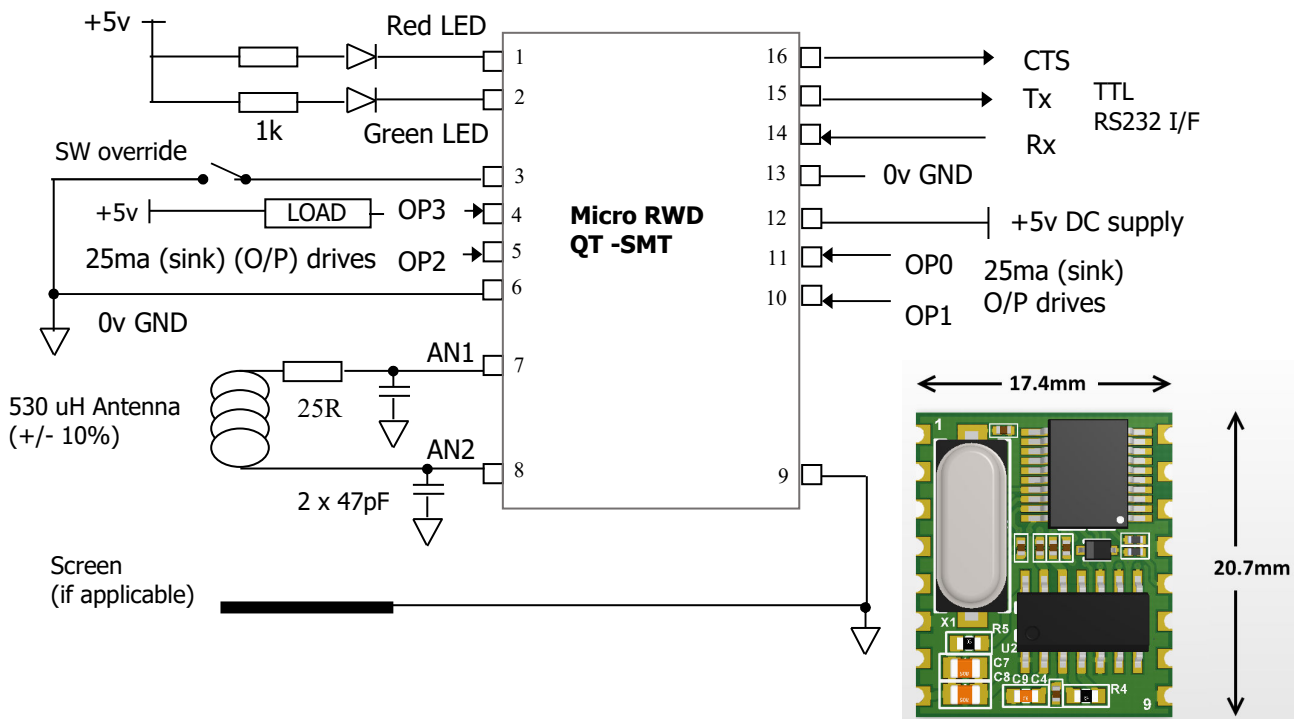 +5v
Red LED
1
2
1k
Green LED
SW override
3
+5v
LOAD
OP3
4
25ma (sink) (O/P) drives
OP2
5
6
0v GND
AN1
7
530 uH Antenna
(+/- 10%)
25R
AN2
8
2 x 47pF
Screen
(if applicable)
Micro RWD
QT -SMT
16
CTS
15
Tx
TTL
RS232 I/F
14
Rx
13
0v GND
12
+5v DC supply
11
OP0
25ma (sink)
O/P drives
10
OP1
9
17.4mm
20.7mm
1
X1
R5
U2
C7
C8
C9
C4
R4
9